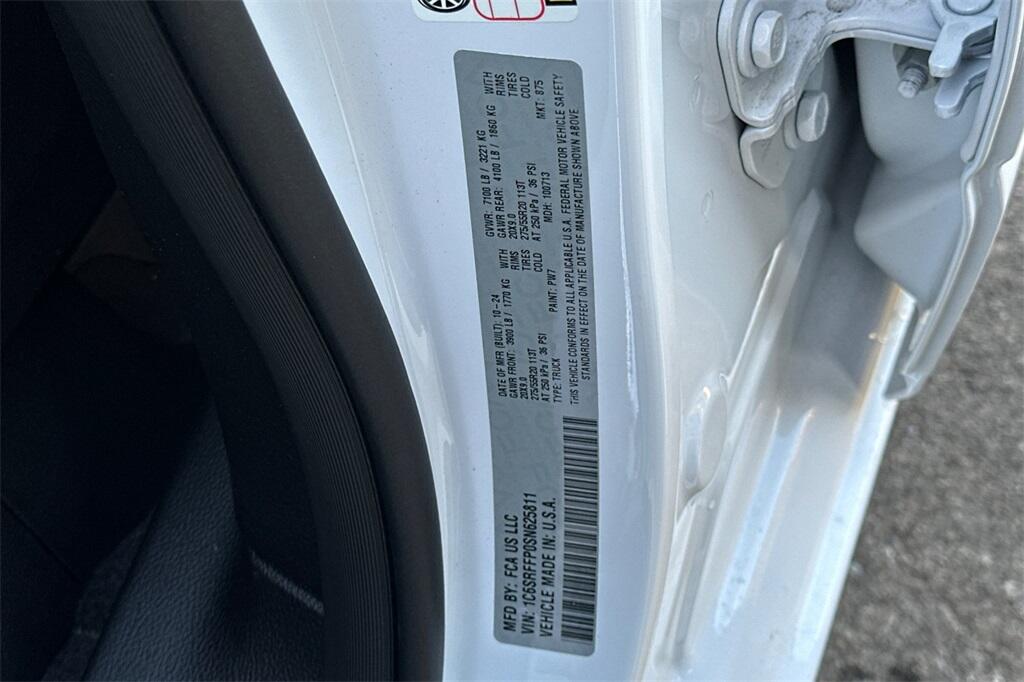 MFD BY: FCA US LLC
VIN: 1C6SRFFP0SN625811
VEHICLE MADE IN: U.S.A.
DATE OF MFR (BUILT): 10-24 GVWR: 7100 LB / 3221 KG WITH
GAWR FRONT: 3900 LB / 1770 KG WITH GAWR REAR: 4100 LB / 1860 KG RIMS
20X9.0 RIMS 20X9.0 TIRES
275/55R20 113T TIRES 275/55R20 113T COLD
AT 250 kPa / 36 PSI COLD AT 250 kPa / 36 PSI
TYPE: TRUCK PAINT: PW7 MDH: 100713 MKT: 875
THIS VEHICLE CONFORMS TO ALL APPLICABLE U.S.A. FEDERAL MOTOR VEHICLE SAFETY
STANDARDS IN EFFECT ON THE DATE OF MANUFACTURE SHOWN ABOVE